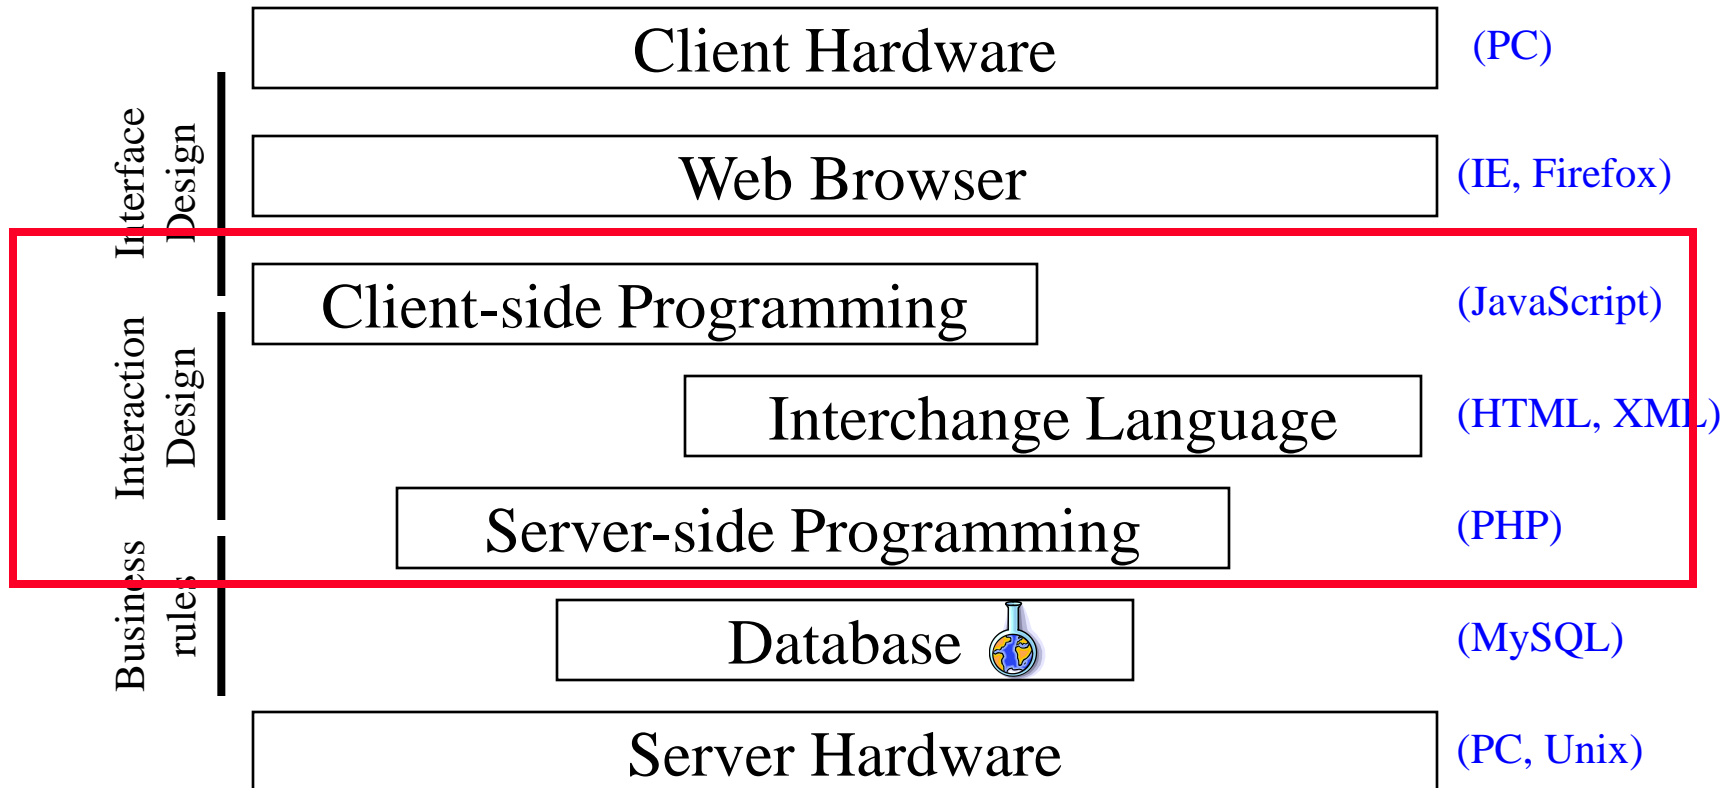 Client Hardware (PC)
Interface
Design
Web Browser (IE, Firefox)
Client-side Programming (JavaScript)
Interaction
Design
Interchange Language (HTML, XML)
Server-side Programming (PHP)
Business
rules
Database (MySQL)
Server Hardware (PC, Unix)